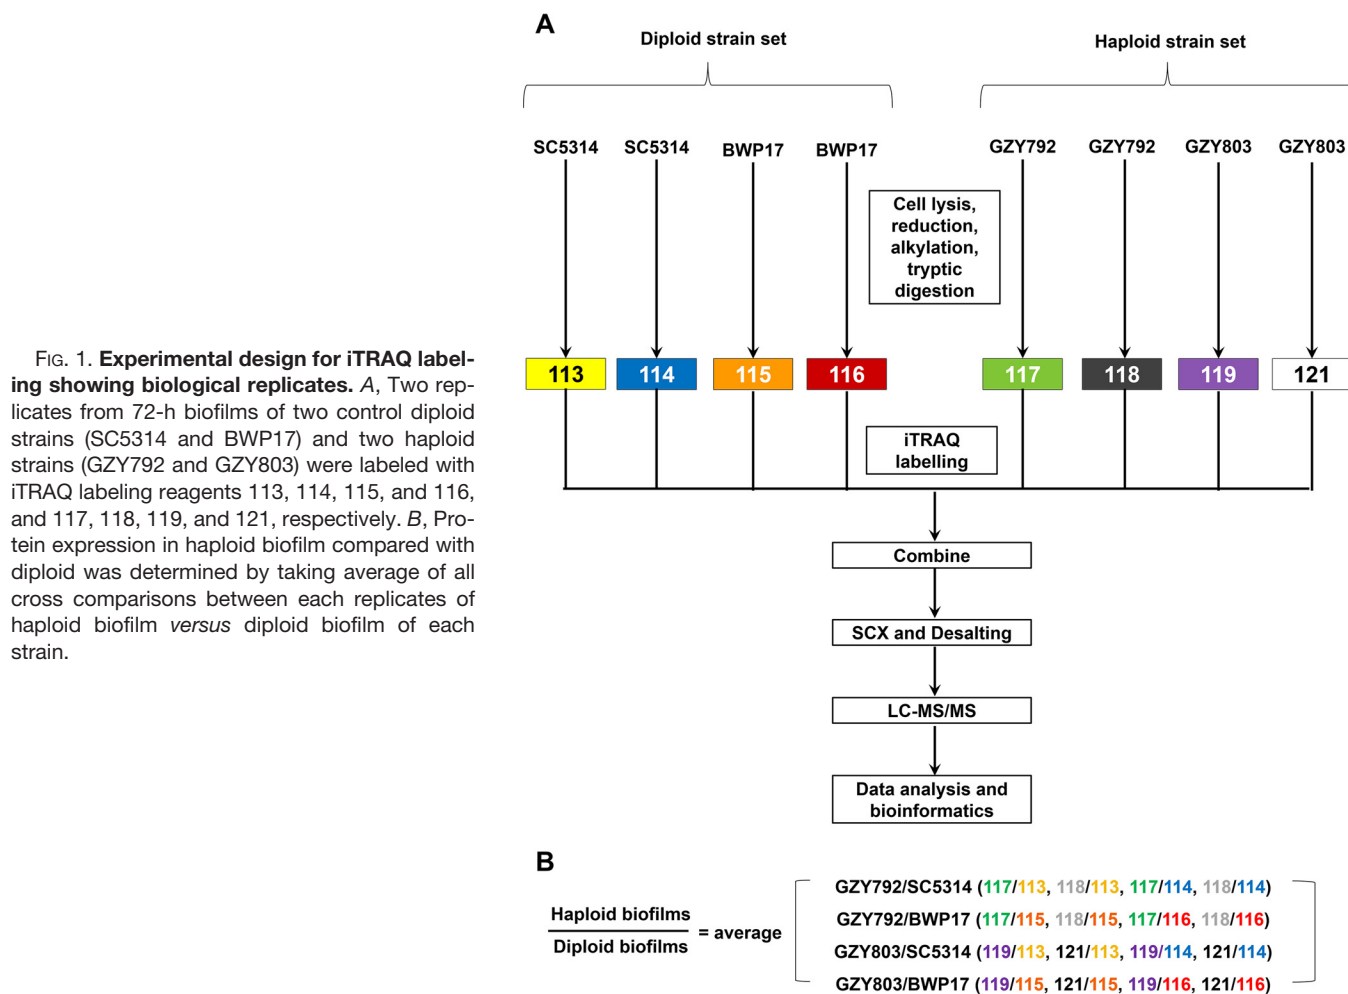 FIG. 1. Experimental design for iTRAQ label-
ing showing biological replicates. A, Two rep-
licates from 72-h biofilms of two control diploid
strains (SC5314 and BWP17) and two haploid
strains (GZY792 and GZY803) were labeled with
iTRAQ labeling reagents 113, 114, 115, and 116,
and 117, 118, 119, and 121, respectively. B, Pro-
tein expression in haploid biofilm compared with
diploid was determined by taking average of all
cross comparisons between each replicates of
haploid biofilm versus diploid biofilm of each
strain.
A
Diploid strain set
Haploid strain set
SC5314 SC5314 BWP17 BWP17 GZY792 GZY792 GZY803 GZY803
Cell lysis,
reduction,
alkylation,
tryptic
digestion
113 114 115 116 117 118 119 121
iTRAQ
labelling
Combine
SCX and Desalting
LC-MS/MS
Data analysis and
bioinformatics
B
Haploid biofilms
Diploid biofilms
= average
GZY792/SC5314 (117/113, 118/113, 117/114, 118/114)
GZY792/BWP17 (117/115, 118/115, 117/116, 118/116)
GZY803/SC5314 (119/113, 121/113, 119/114, 121/114)
GZY803/BWP17 (119/115, 121/115, 119/116, 121/116)